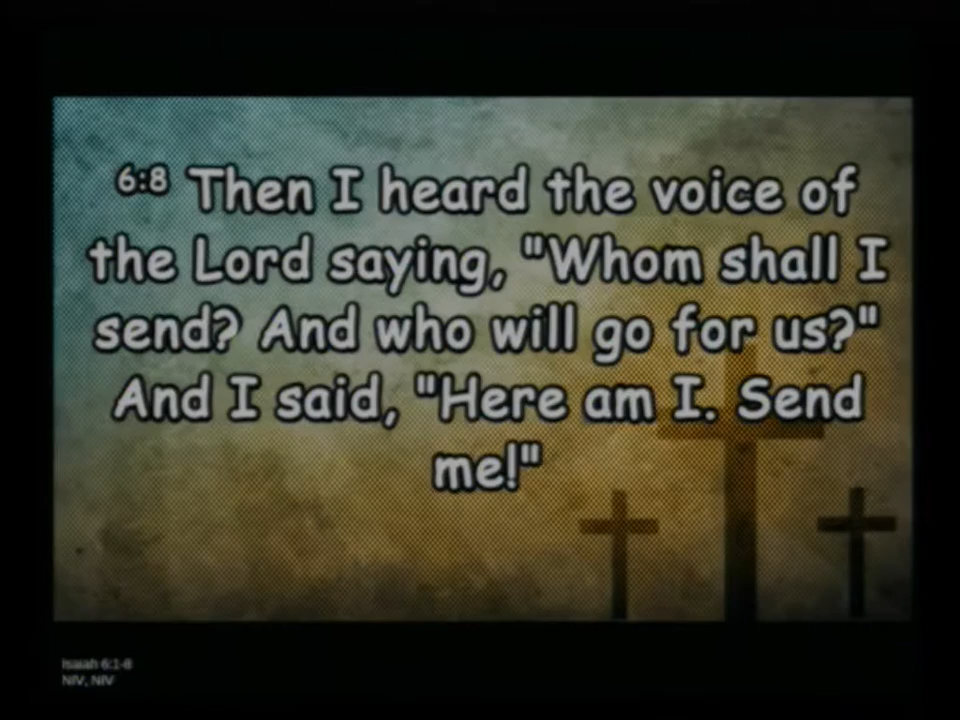 6:8 Then I heard the voice of
the Lord saying, "Whom shall I
send? And who will go for us?"
And I said, "Here am I. Send
me!"
Isaiah 6:1-8
NIV, NIV